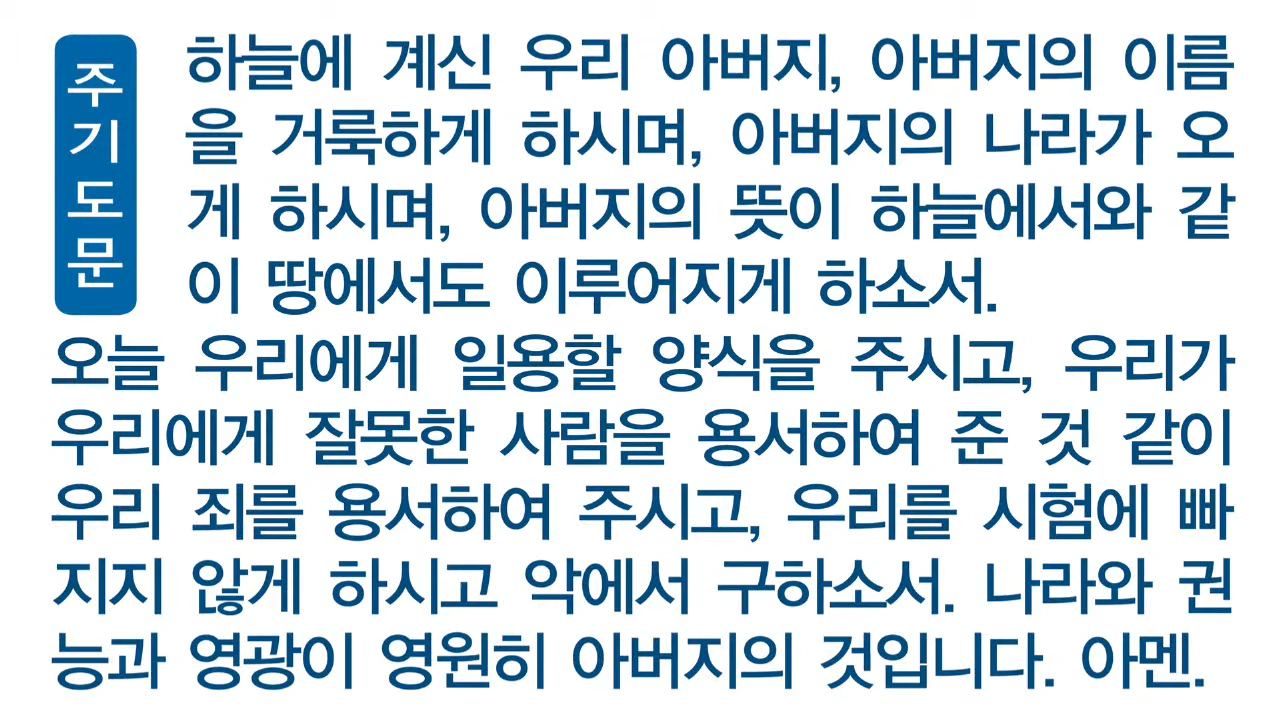 주기도문
하늘에 계신 우리 아버지, 아버지의 이름
을 거룩하게 하시며, 아버지의 나라가 오
게 하시며, 아버지의 뜻이 하늘에서와 같
이 땅에서도 이루어지게 하소서.
오늘 우리에게 일용할 양식을 주시고, 우리가
우리에게 잘못한 사람을 용서하여 준 것 같이
우리 죄를 용서하여 주시고, 우리를 시험에 빠
지지 않게 하시고 악에서 구하소서. 나라와 권
능과 영광이 영원히 아버지의 것입니다. 아멘.